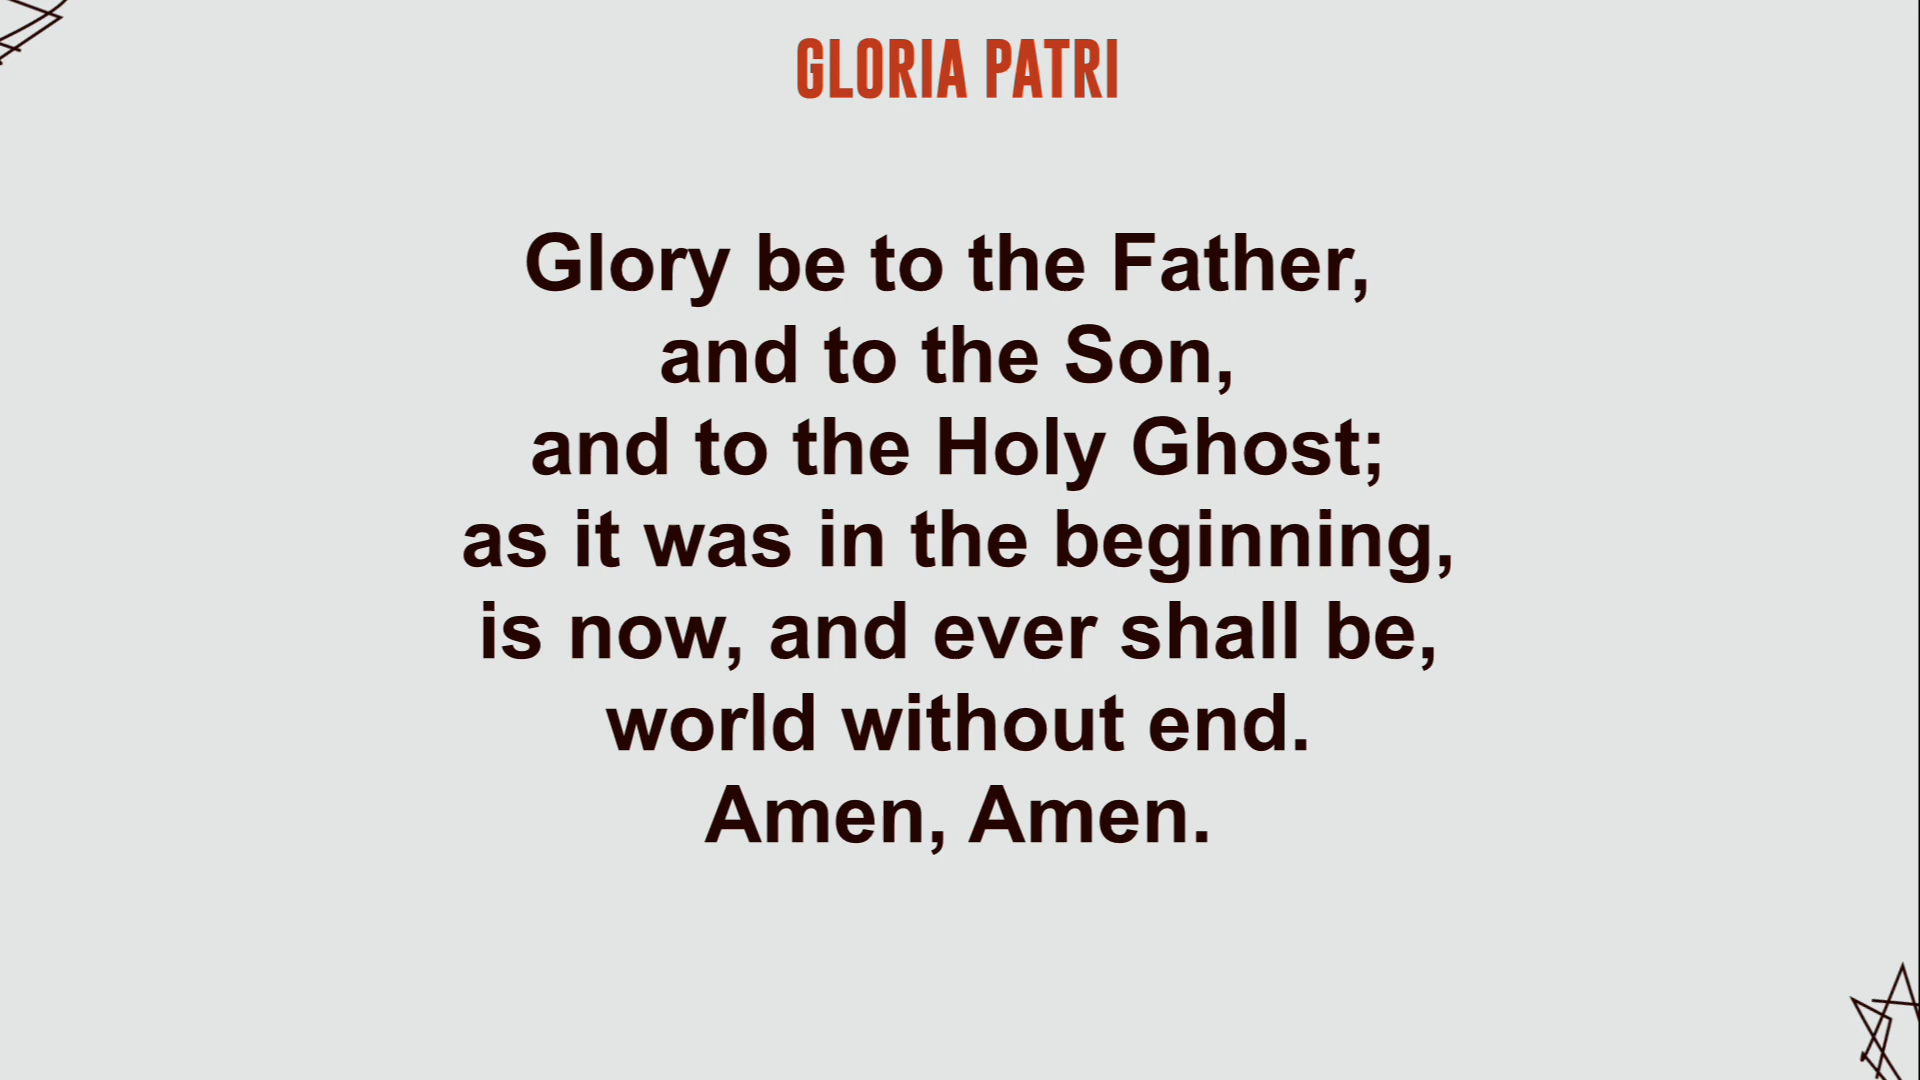 GLORIA PATRI
Glory be to the Father,
and to the Son,
and to the Holy Ghost;
as it was in the beginning,
is now, and ever shall be,
world without end.
Amen, Amen.